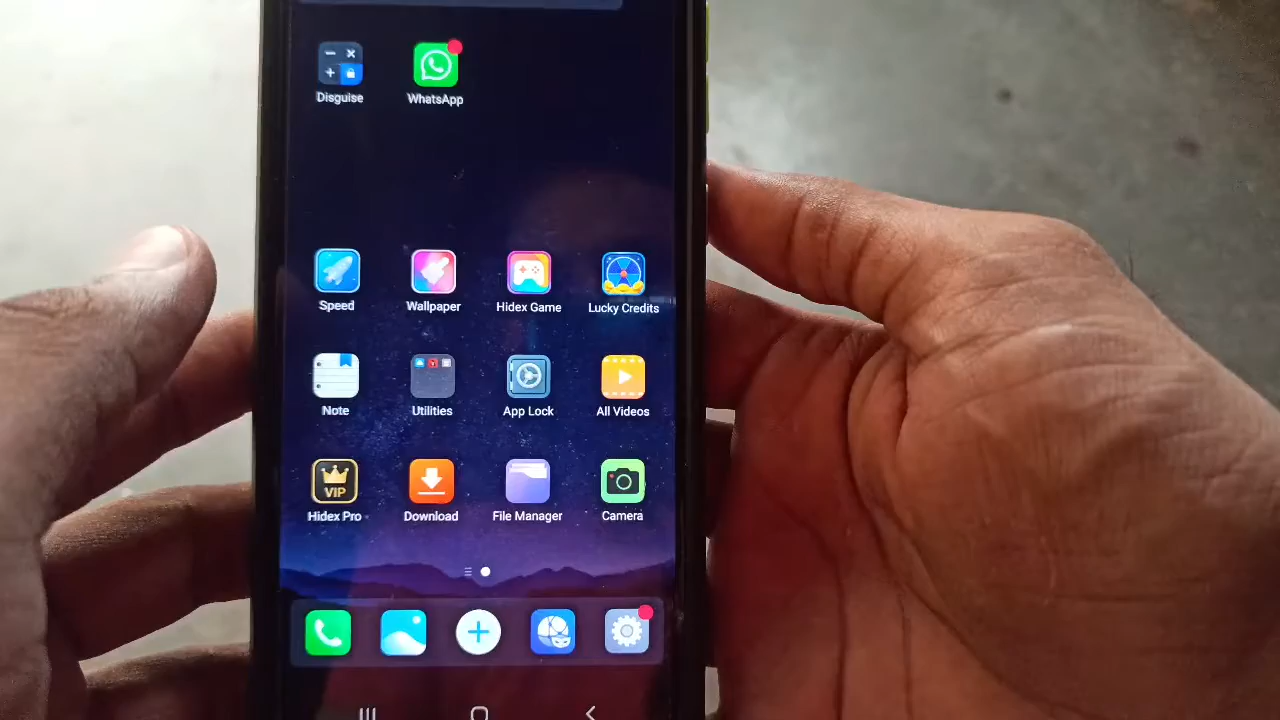 Disguise WhatsApp
Speed Wallpaper Hidex Game Lucky Credits
Note Utilities App Lock All Videos
VIP
Hidex Pro Download File Manager Camera